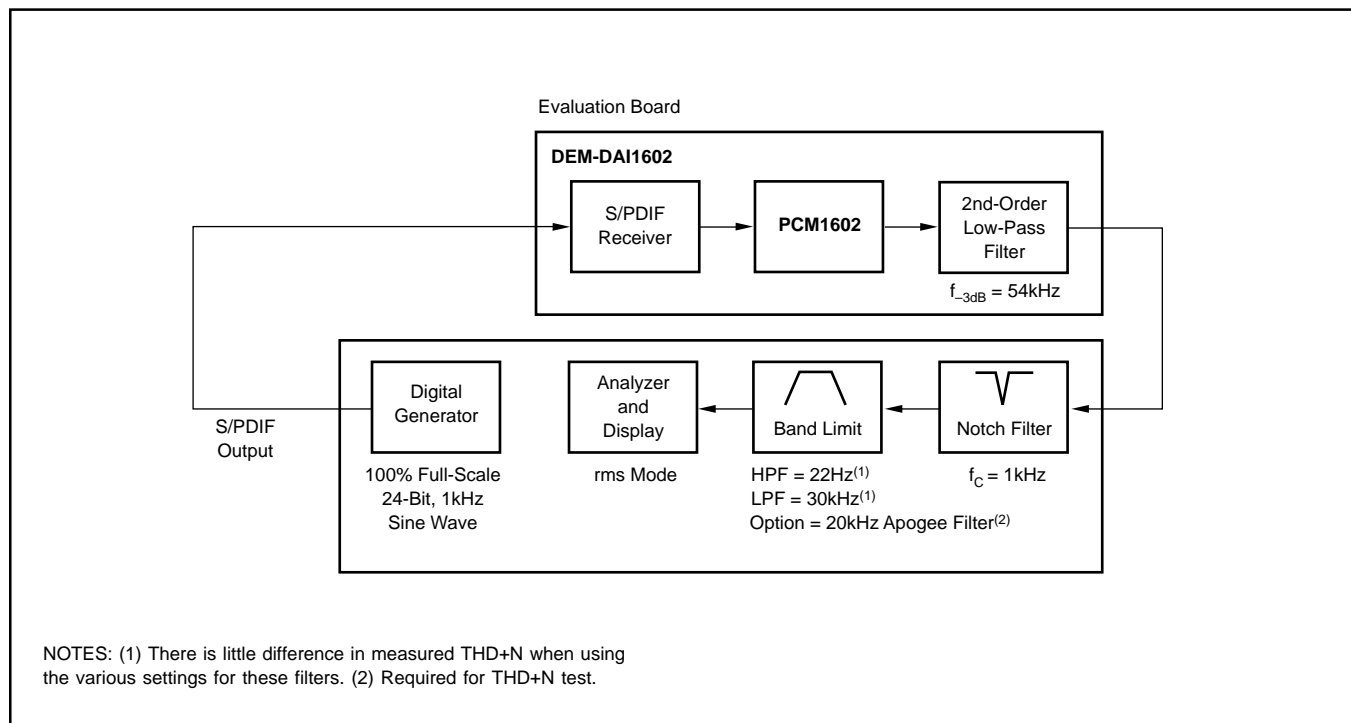 Evaluation Board
DEM-DAI1602
S/PDIF
Receiver
PCM1602
2nd-Order
Low-Pass
Filter
f–3dB = 54kHz
S/PDIF
Output
Digital
Generator
100% Full-Scale
24-Bit, 1kHz
Sine Wave
Analyzer
and
Display
rms Mode
Band Limit
HPF = 22Hz(1)
LPF = 30kHz(1)
Option = 20kHz Apogee Filter(2)
Notch Filter
fC = 1kHz
NOTES: (1) There is little difference in measured THD+N when using
the various settings for these filters. (2) Required for THD+N test.